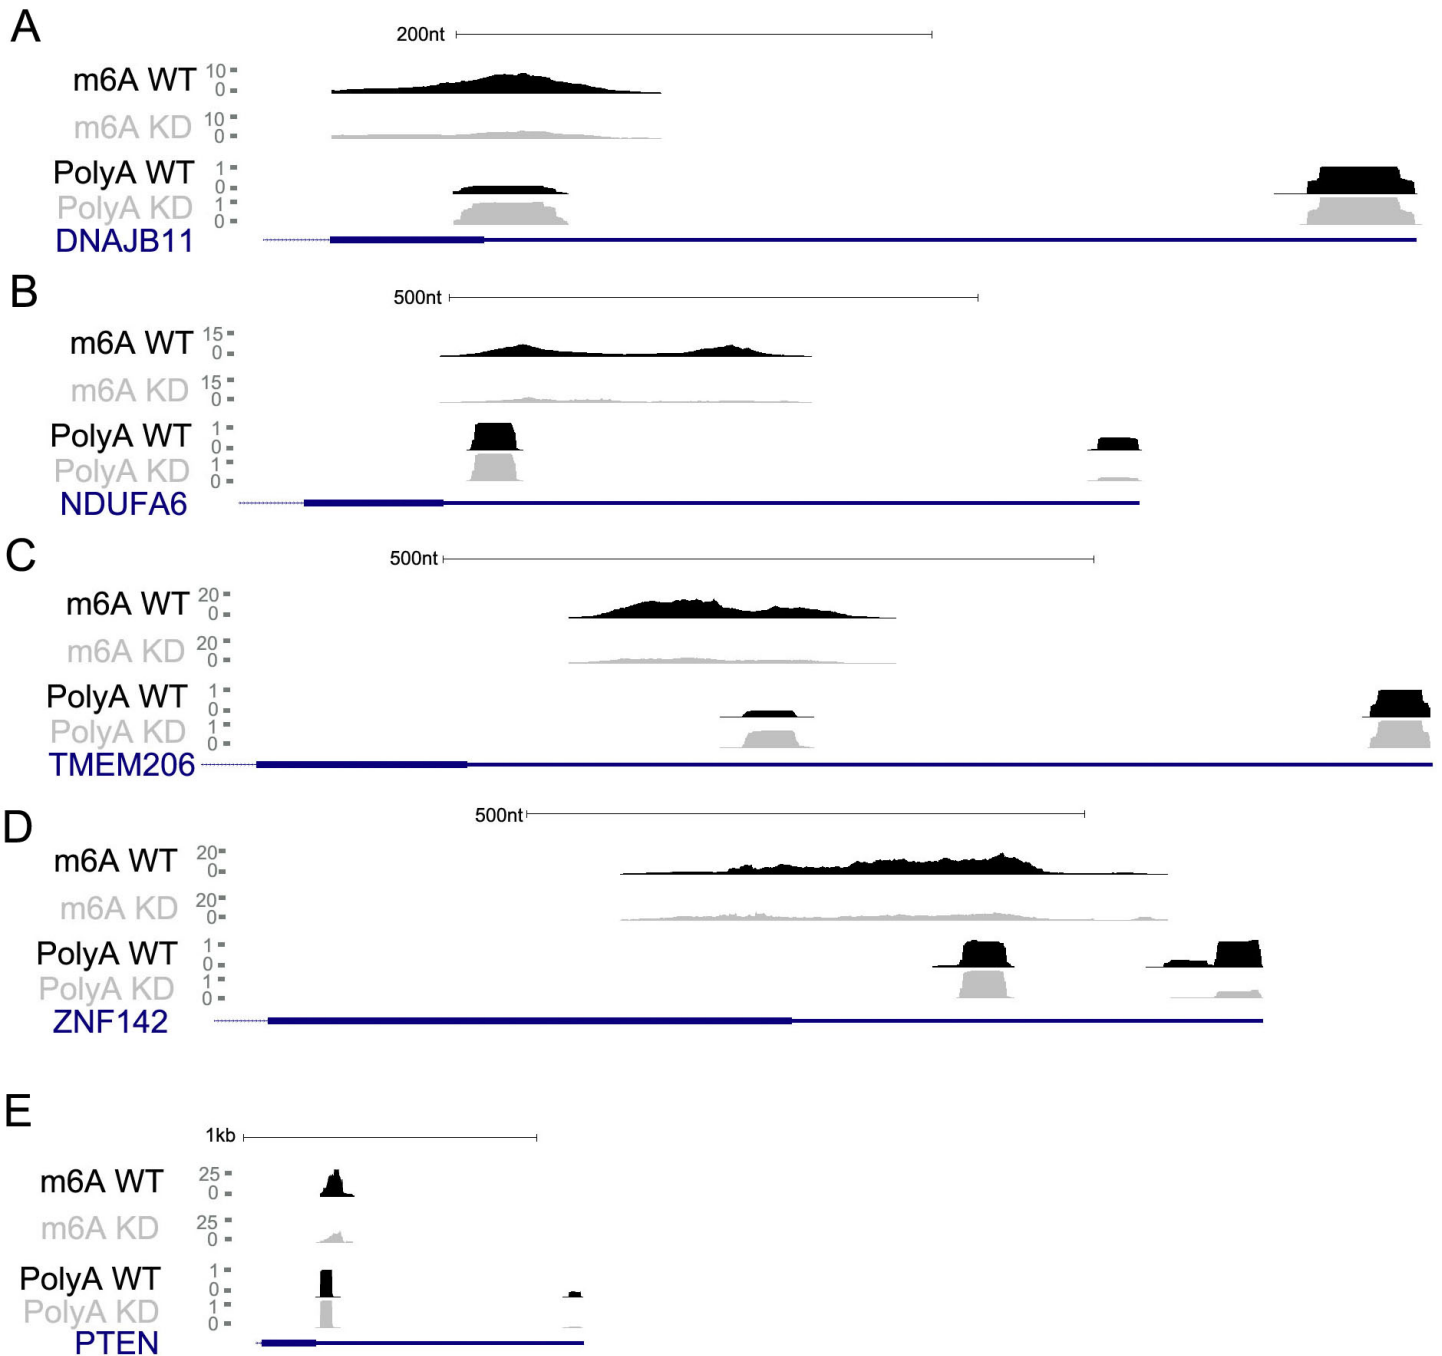 A
200nt
m6A WT 10
0
m6A KD 10
0
PolyA WT 1
0
PolyA KD 1
0
DNAJB11
B
500nt
m6A WT 15
0
m6A KD 15
0
PolyA WT 1
0
PolyA KD 1
0
NDUFA6
C
500nt
m6A WT 20
0
m6A KD 20
0
PolyA WT 1
0
PolyA KD 1
0
TMEM206
D
500nt
m6A WT 20
0
m6A KD 20
0
PolyA WT 1
0
PolyA KD 1
0
ZNF142
E
1kb
m6A WT 25
0
m6A KD 25
0
PolyA WT 1
0
PolyA KD 1
0
PTEN